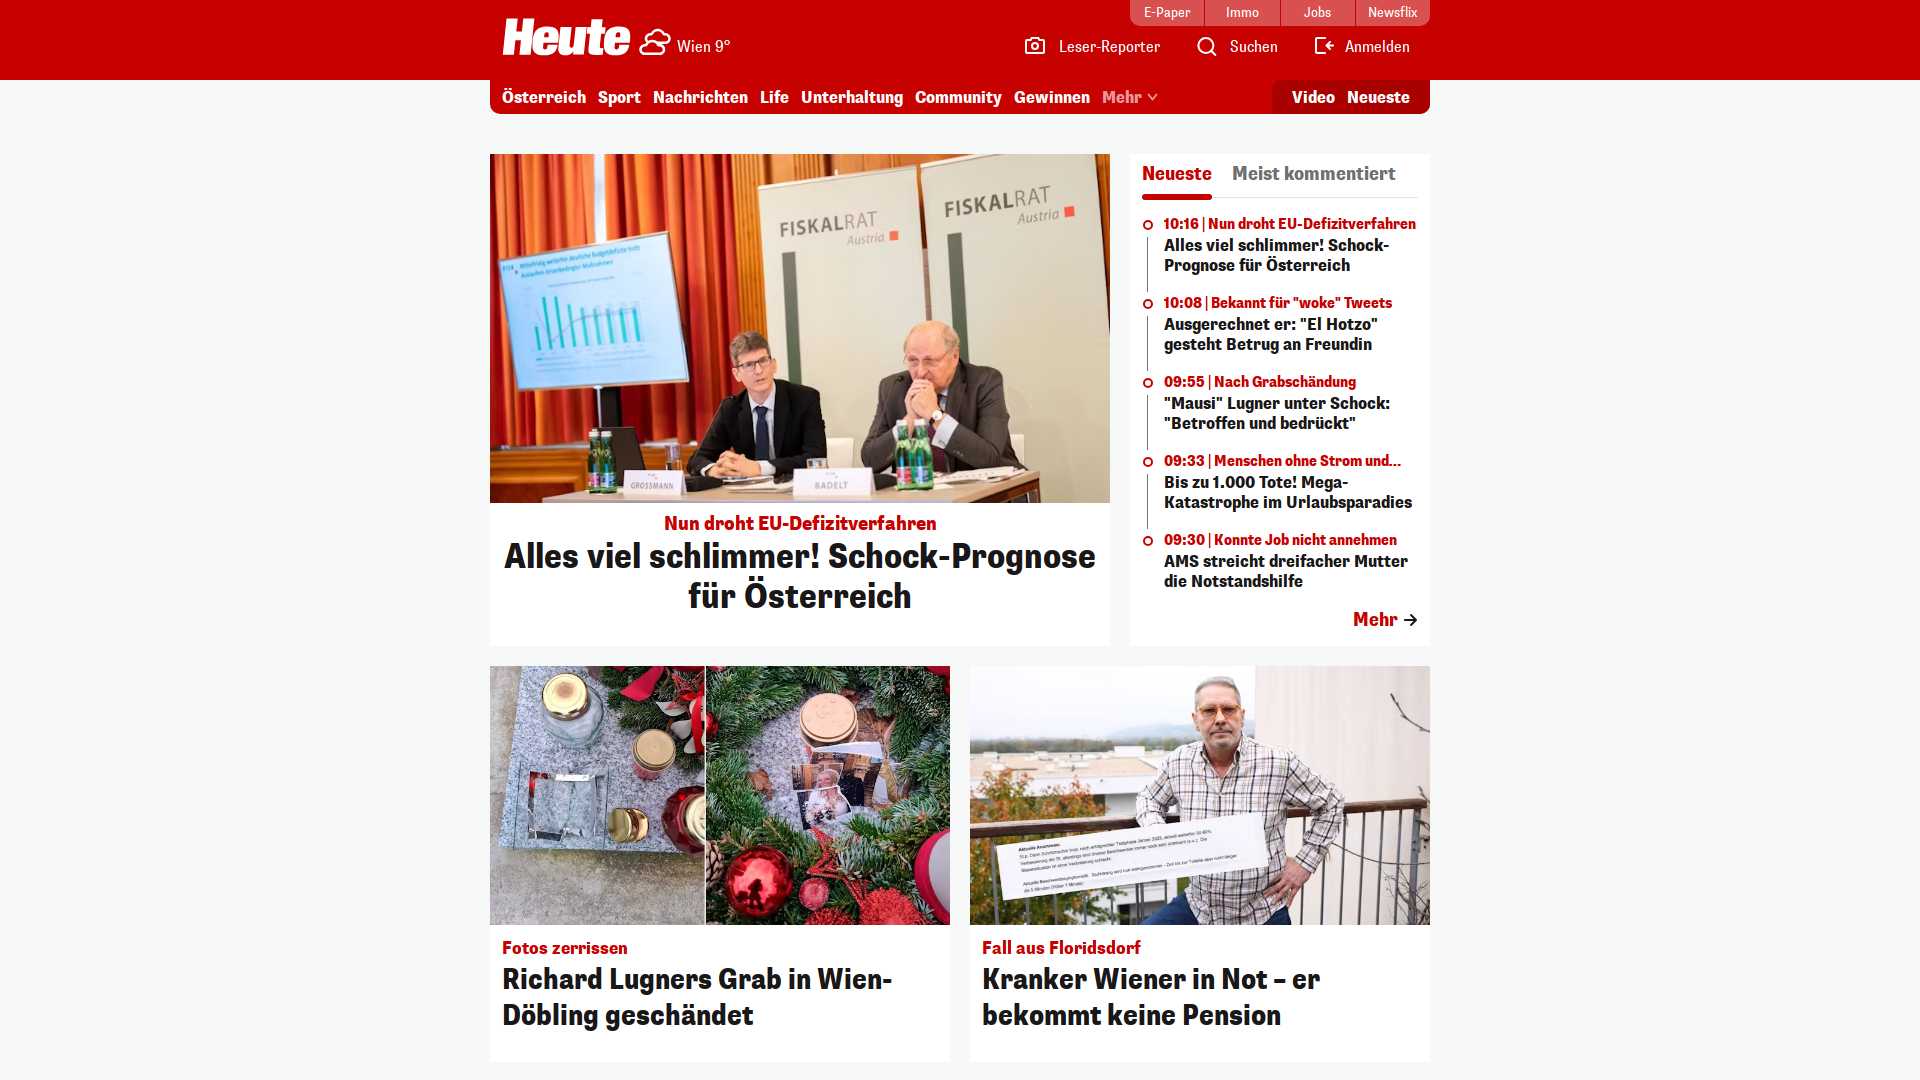 E-Paper
Immo
Jobs
Newsflix
Heute
Wien 9°
Leser-Reporter
Suchen
Anmelden
Österreich Sport Nachrichten Life Unterhaltung Community Gewinnen Mehr
Video Neueste
FISKALRAT
Austria
FISKALRAT
Austria
GROSSMANN
BADELT
Nun droht EU-Defizitverfahren
Alles viel schlimmer! Schock-Prognose
für Österreich
Neueste
Meist kommentiert
10:16 | Nun droht EU-Defizitverfahren
Alles viel schlimmer! Schock-
Prognose für Österreich
10:08 | Bekannt für "woke" Tweets
Ausgerechnet er: "El Hotzo"
gesteht Betrug an Freundin
09:55 | Nach Grabschändung
"Mausi" Lugner unter Schock:
"Betroffen und bedrückt"
09:33 | Menschen ohne Strom und...
Bis zu 1.000 Tote! Mega-
Katastrophe im Urlaubsparadies
09:30 | Konnte Job nicht annehmen
AMS streicht dreifacher Mutter
die Notstandshilfe
Mehr
Fotos zerrissen
Richard Lugners Grab in Wien-
Döbling geschändet
Fall aus Floridsdorf
Kranker Wiener in Not – er
bekommt keine Pension